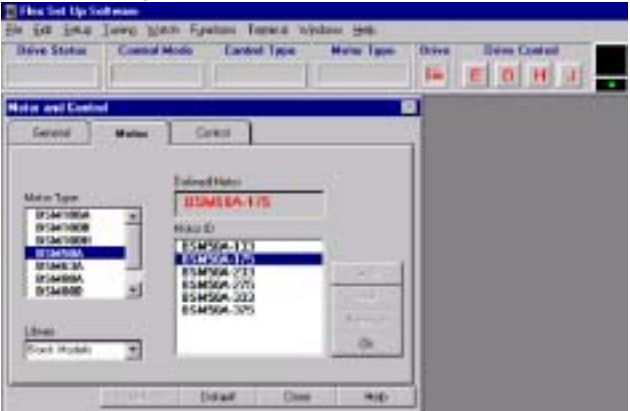 Flex Set Up Software
File Edit Setup Tuning Watch Functions Terminal Windows Help
Drive Status Control Mode Control Type Motor Type Drive Drive Control
E D H J
Motor and Control
General Motor Control
Defined Motor
BSM50A-175
Motor Type
BSM100A
BSM100B
BSM50A
BSM63A
BSM80A
BSM80B
Motor ID
BSM50A-133
BSM50A-175
BSM50A-233
BSM50A-275
BSM50A-333
BSM50A-375
Library
Stock Models
Ok
Default Close Help